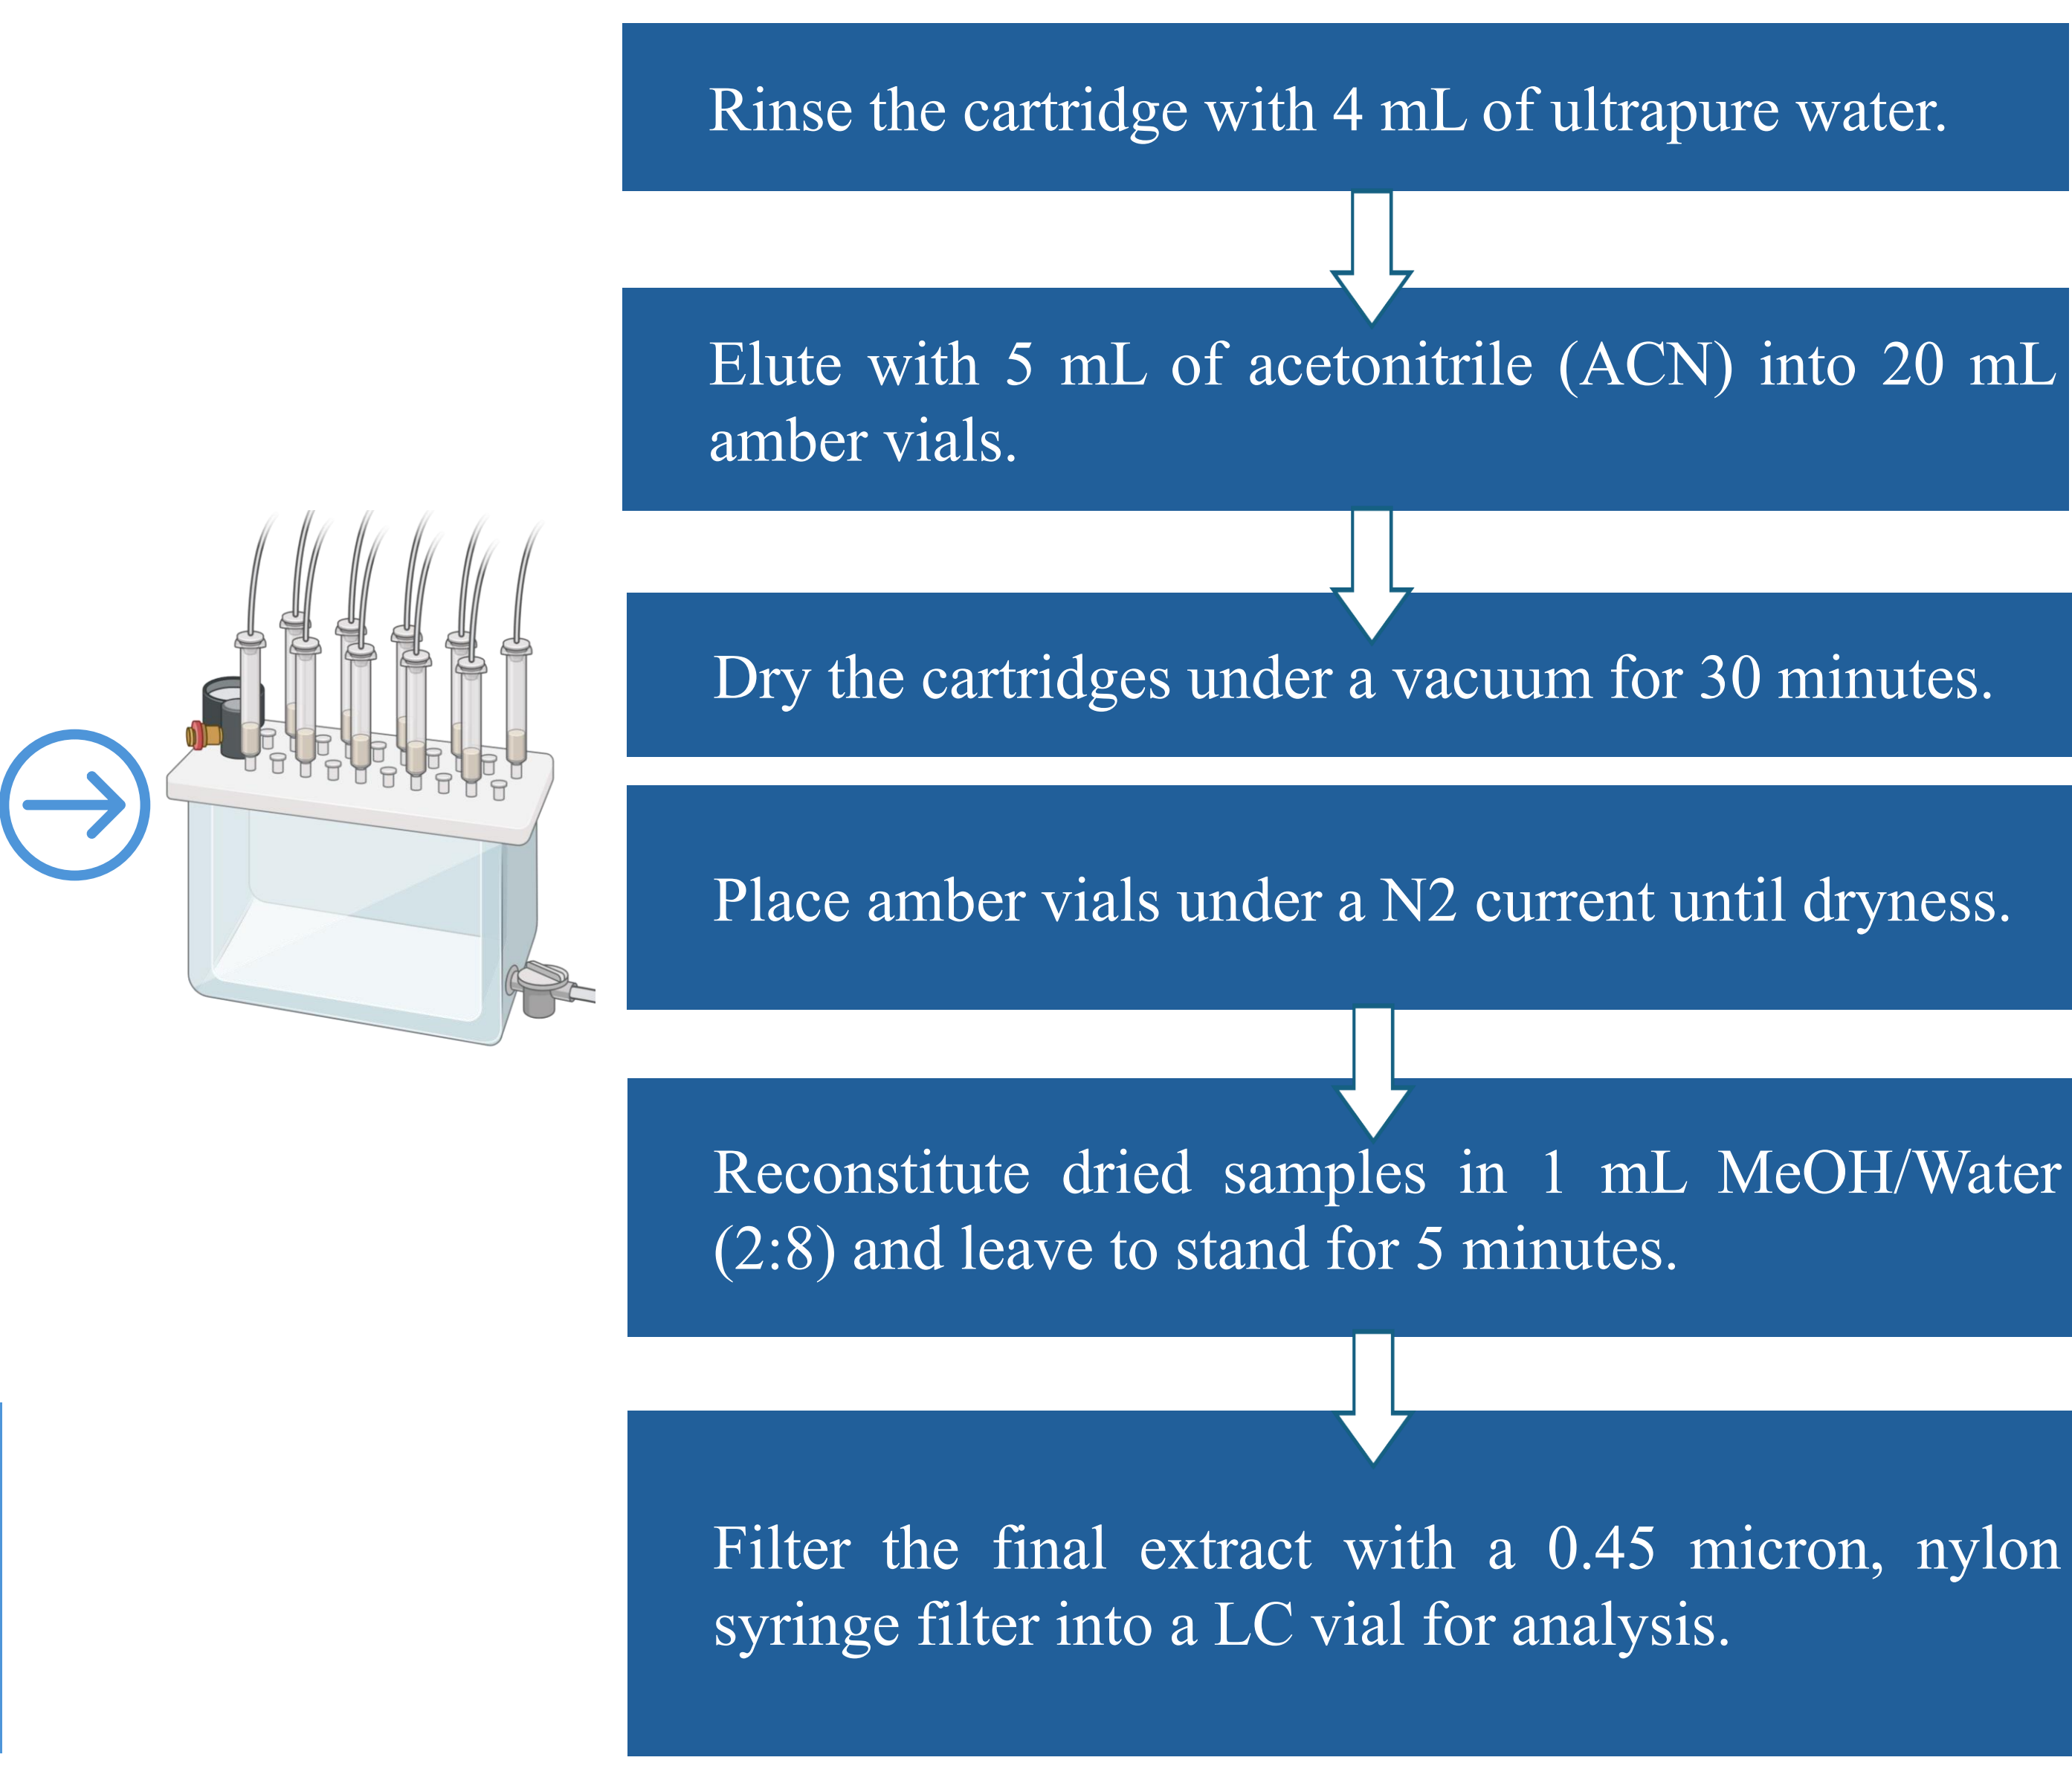 Rinse the cartridge with 4 mL of ultrapure water.
Elute with 5 mL of acetonitrile (ACN) into 20 mL
amber vials.
Dry the cartridges under a vacuum for 30 minutes.
Place amber vials under a N2 current until dryness.
Reconstitute dried samples in 1 mL MeOH/Water
(2:8) and leave to stand for 5 minutes.
Filter the final extract with a 0.45 micron, nylon
syringe filter into a LC vial for analysis.